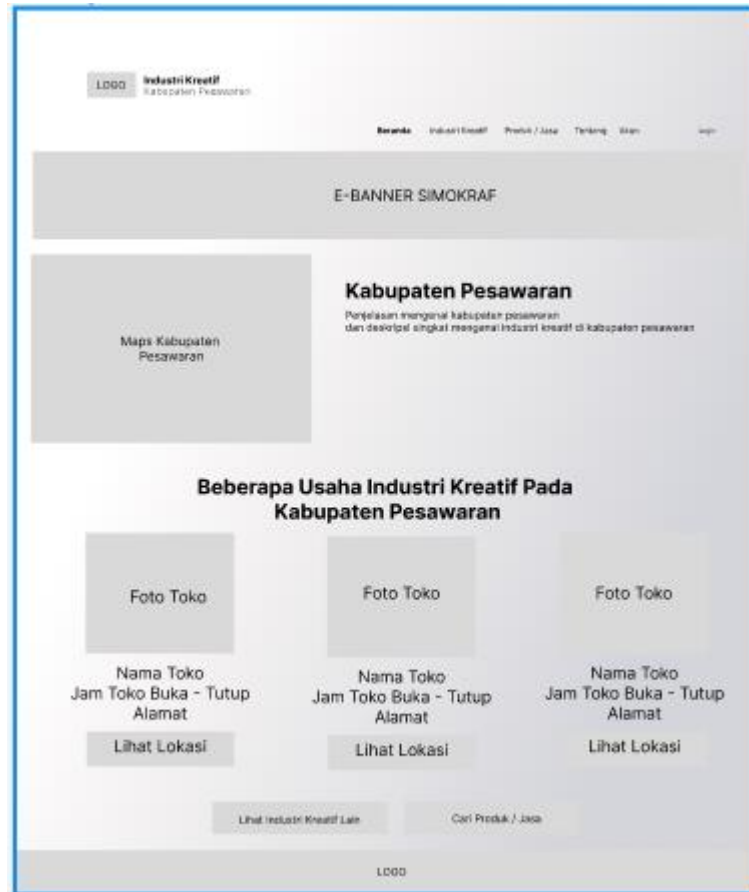 LOGO
Industri Kreatif
Kabupaten Pesawaran
Beranda Industri Kreatif Produk / Jasa Tentang Iklan
E-BANNER SIMOKRAF
Maps Kabupaten
Pesawaran
Kabupaten Pesawaran
Penjelasan mengenai kabupaten pesawaran
dan deskripsi singkat mengenai industri kreatif di kabupaten pesawaran
Beberapa Usaha Industri Kreatif Pada
Kabupaten Pesawaran
Foto Toko
Nama Toko
Jam Toko Buka - Tutup
Alamat
Lihat Lokasi
Foto Toko
Nama Toko
Jam Toko Buka - Tutup
Alamat
Lihat Lokasi
Foto Toko
Nama Toko
Jam Toko Buka - Tutup
Alamat
Lihat Lokasi
Lihat Industri Kreatif Lain
Cari Produk / Jasa
LOGO